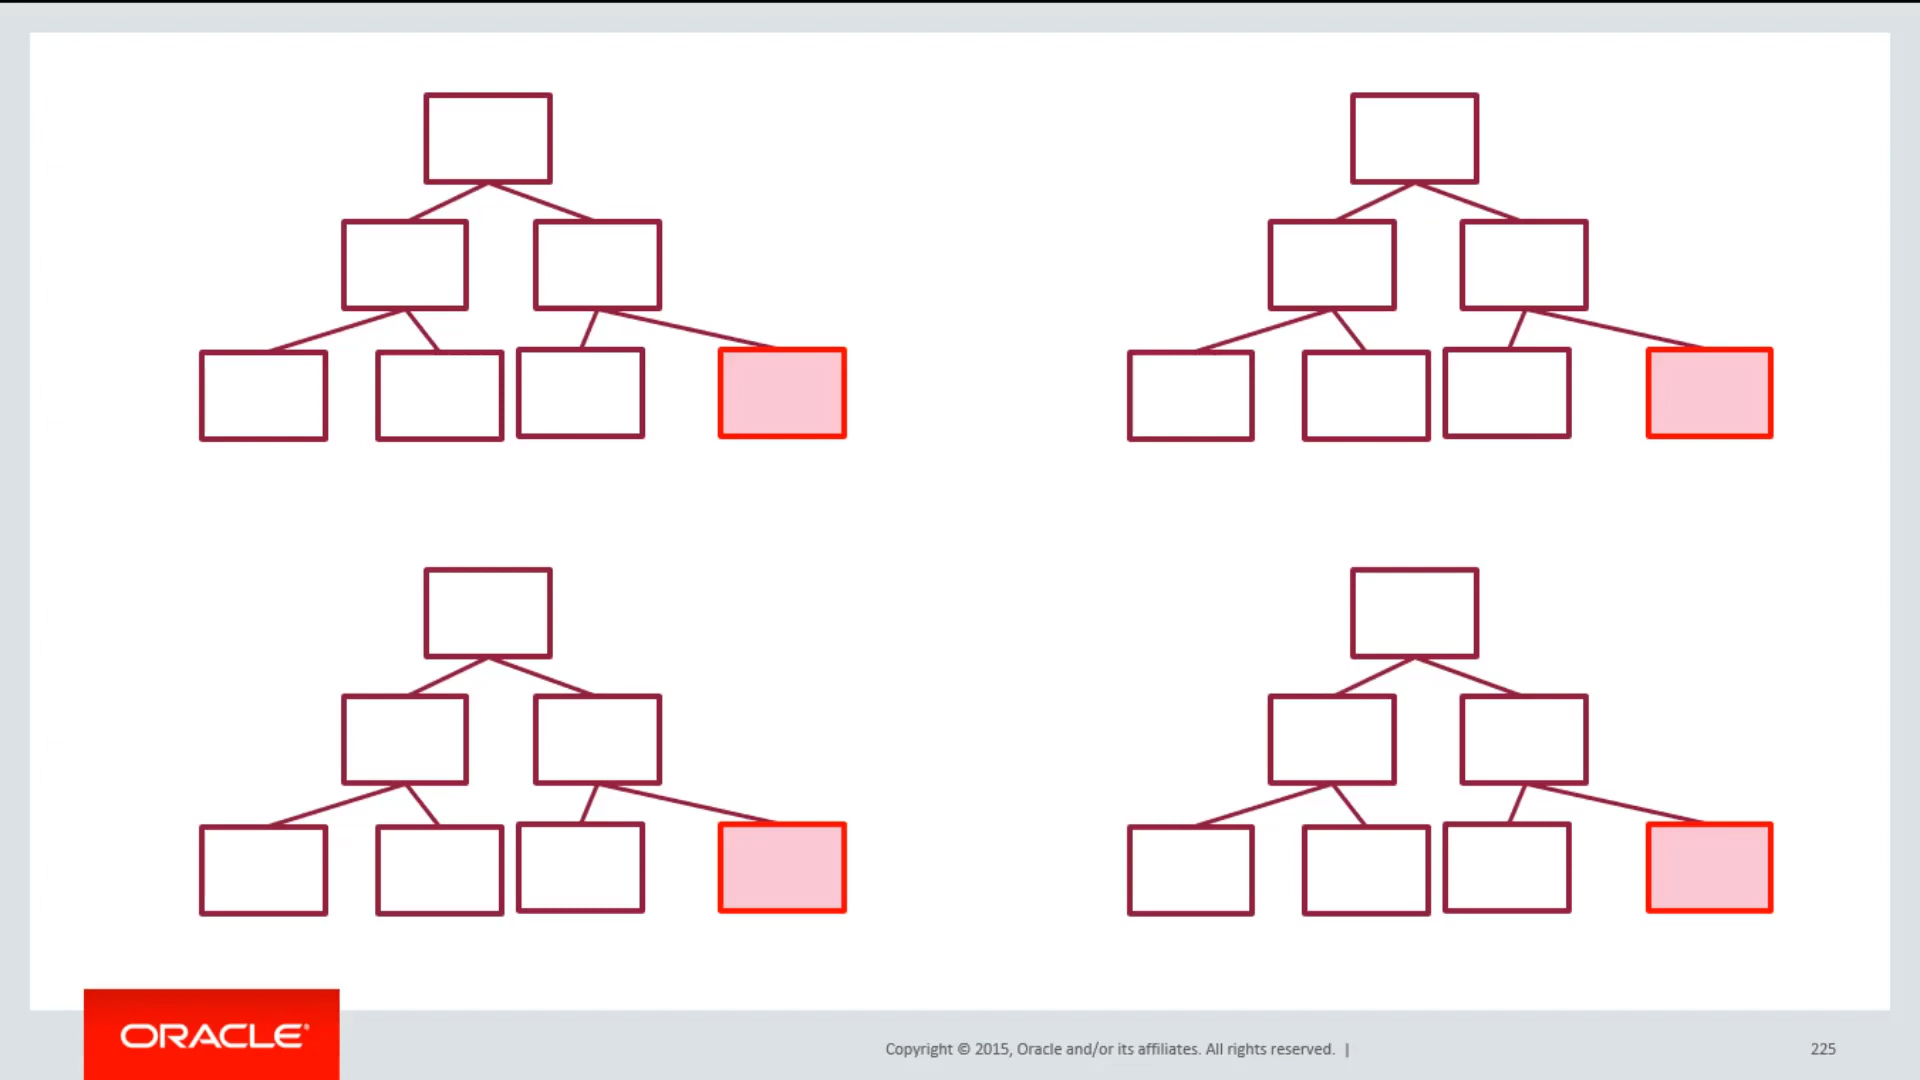 ORACLE®
Copyright © 2015, Oracle and/or its affiliates. All rights reserved. |
225